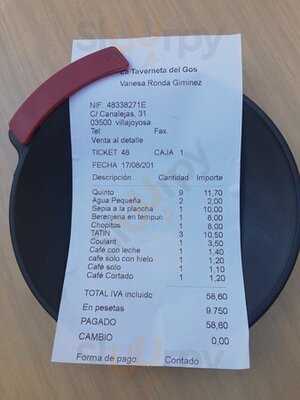 La Taverneta del Gos
Vanesa Ronda Giminez
NIF: 48338271E
C/ Canalejas, 31
03500 villajoyosa
Tel: Fax.
Venta al detalle
TICKET 46 CAJA 1
FECHA 17/08/201
Descripción Cantidad Importe
Quinto 9 11,70
Agua Pequeña 2 2,00
Sepia a la plancha 1 10,00
Berenjena en tempura 1 8,00
Chopitos 1 8,00
TATIN 3 10,50
Coulant 1 3,50
Café con leche 1 1,40
cafe solo con hielo 1 1,20
Café solo 1 1,10
Café Cortado 1 1,20
TOTAL IVA incluido 58,60
En pesetas 9.750
PAGADO 58,60
CAMBIO 0,00
Forma de pago: Contado